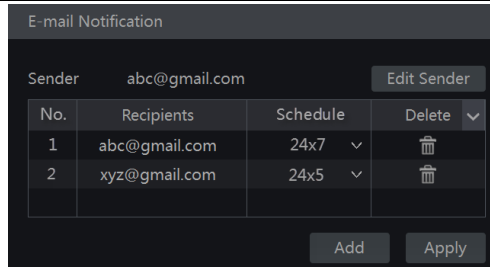 E-mail Notification
Sender abc@gmail.com Edit Sender
No. Recipients Schedule Delete
1 abc@gmail.com 24x7
2 xyz@gmail.com 24x5
Add Apply